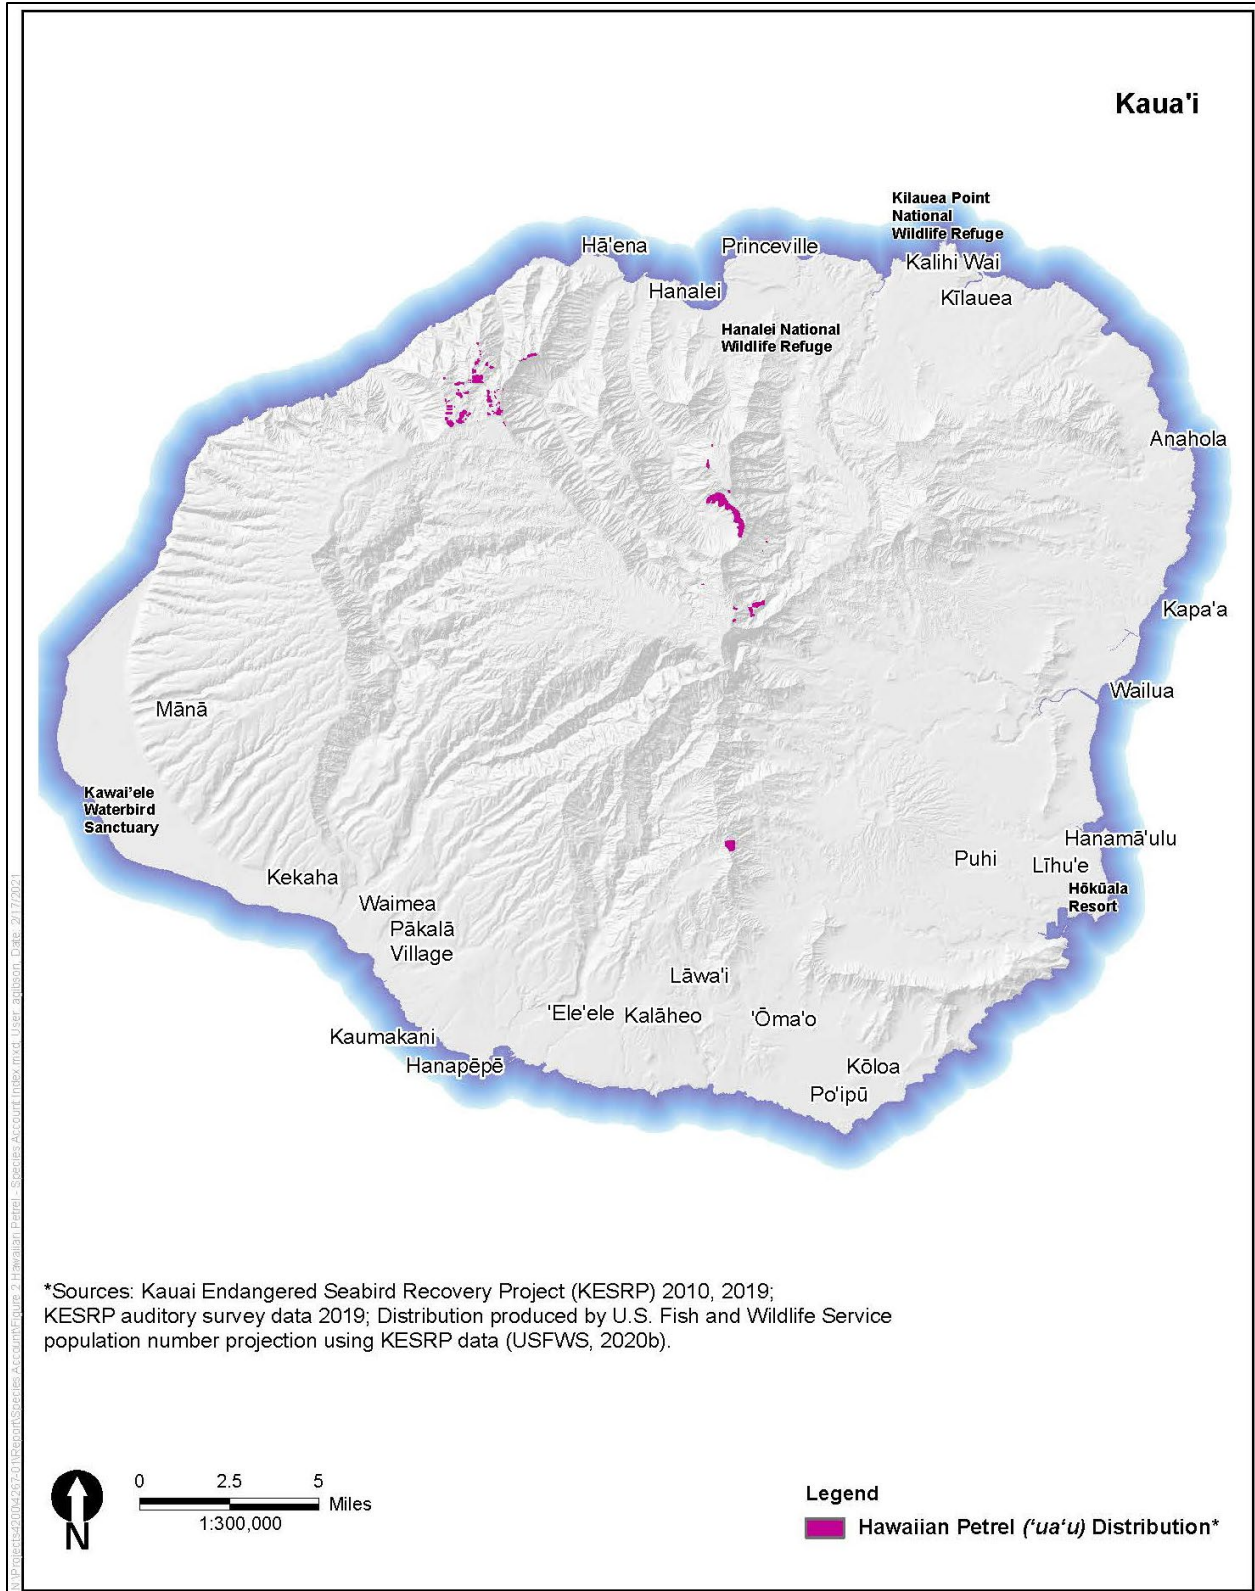 Kaua'i
Kilauea Point
National
Wildlife Refuge
Hā'ena
Princeville
Kalihi Wai
Hanalei
Kīlauea
Hanalei National
Wildlife Refuge
Anahola
Kapa'a
Wailua
Mānā
Kawai'ele
Waterbird
Sanctuary
Hanamā'ulu
Puhi
Līhu'e
Kekaha
Hōkūala
Resort
Waimea
Pākalā
Village
Lāwa'i
'Ele'ele
Kalāheo
'Ōma'o
Kaumakani
Hanapēpē
Kōloa
Po'ipū
*Sources: Kauai Endangered Seabird Recovery Project (KESRP) 2010, 2019;
KESRP auditory survey data 2019; Distribution produced by U.S. Fish and Wildlife Service
population number projection using KESRP data (USFWS, 2020b).
N
0 2.5 5
Miles
1:300,000
Legend
Hawaiian Petrel (‘ua‘u) Distribution*